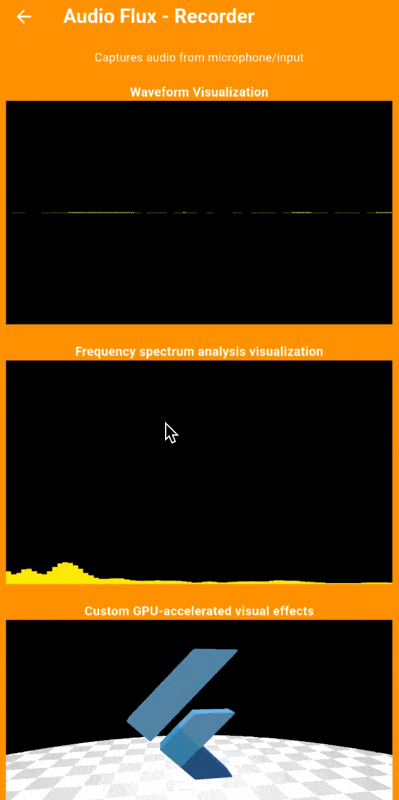 Audio Flux - Recorder
Captures audio from microphone/input
Waveform Visualization
Frequency spectrum analysis visualization
Custom GPU-accelerated visual effects